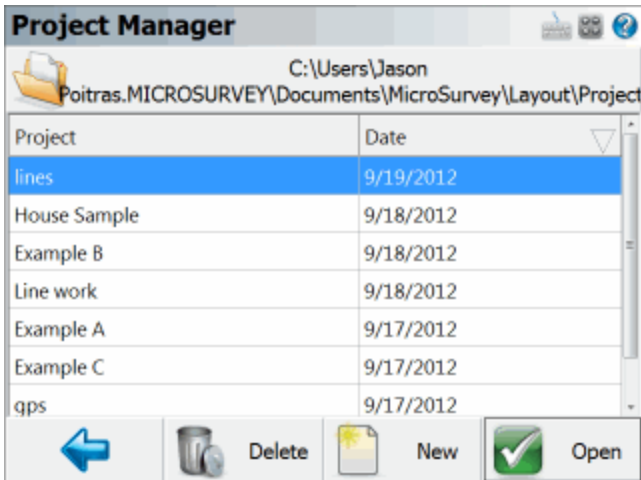 Project Manager
C:\Users\Jason
Poitras.MICROSURVEY\Documents\MicroSurvey\Layout\Project
Project Date
lines 9/19/2012
House Sample 9/18/2012
Example B 9/18/2012
Line work 9/18/2012
Example A 9/17/2012
Example C 9/17/2012
gps 9/17/2012
Delete New Open